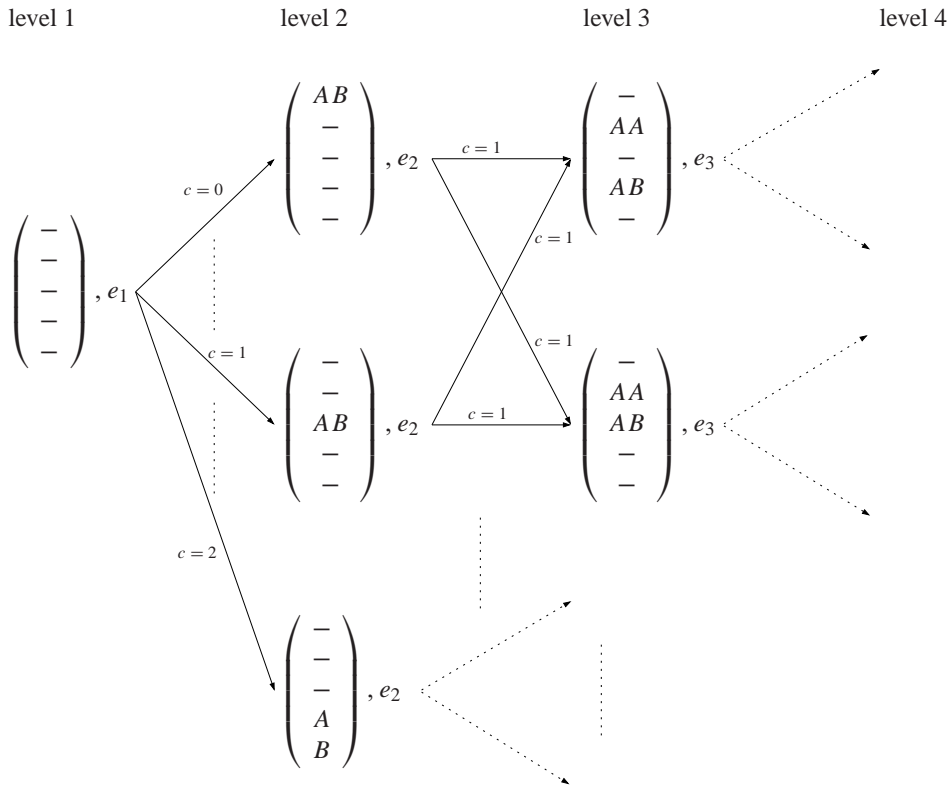 level 1 level 2 level 3 level 4
( – – – – – ) , e₁
c = 0
c = 1
c = 2
( AB – – – – ) , e₂
( – – AB – – ) , e₂
( – – – A B ) , e₂
c = 1
c = 1
c = 1
c = 1
( – AA – AB – ) , e₃
( – AA AB – – ) , e₃